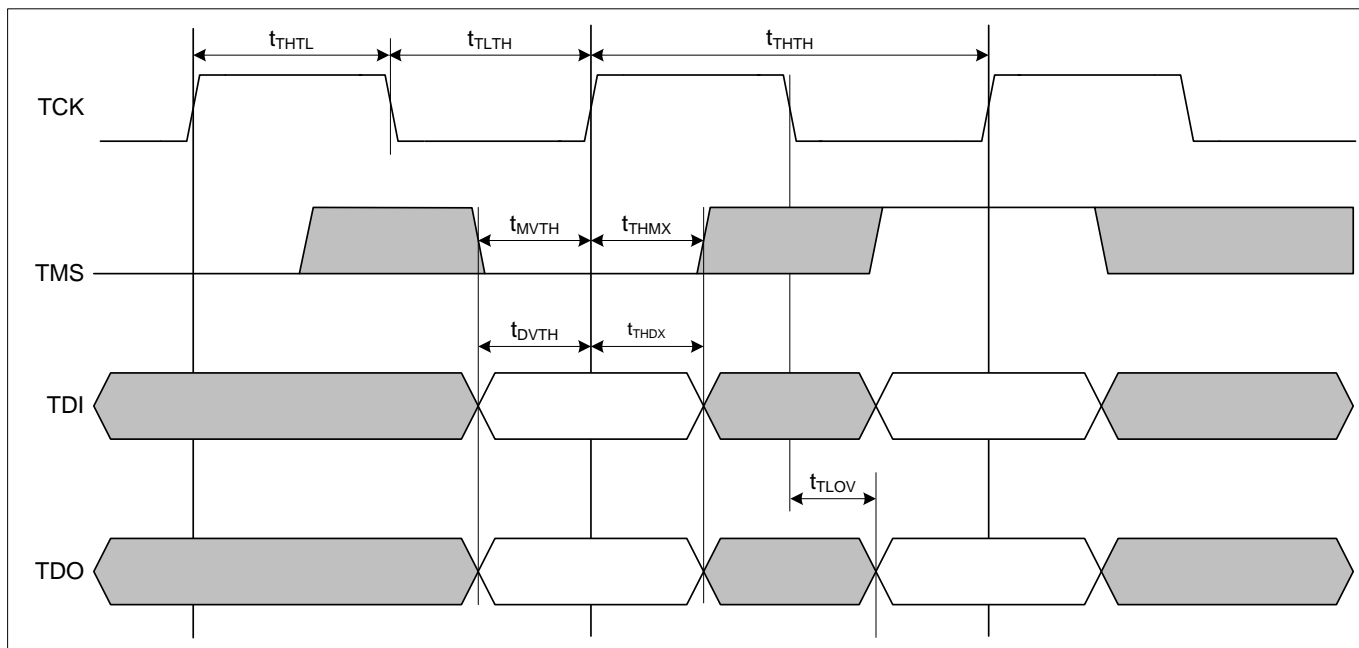 tTHTL tTLTH tTHTH
TCK
tMVTH tTHMX
TMS
tDVTH tTHDX
TDI
tTLOV
TDO